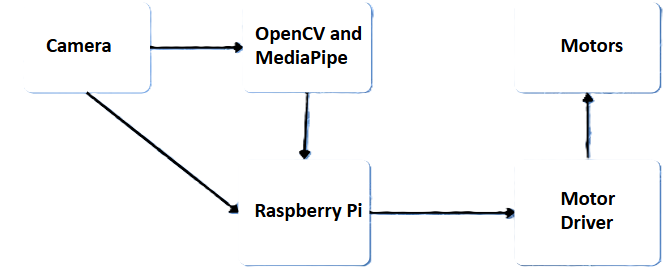 Camera
OpenCV and
MediaPipe
Motors
Raspberry Pi
Motor
Driver